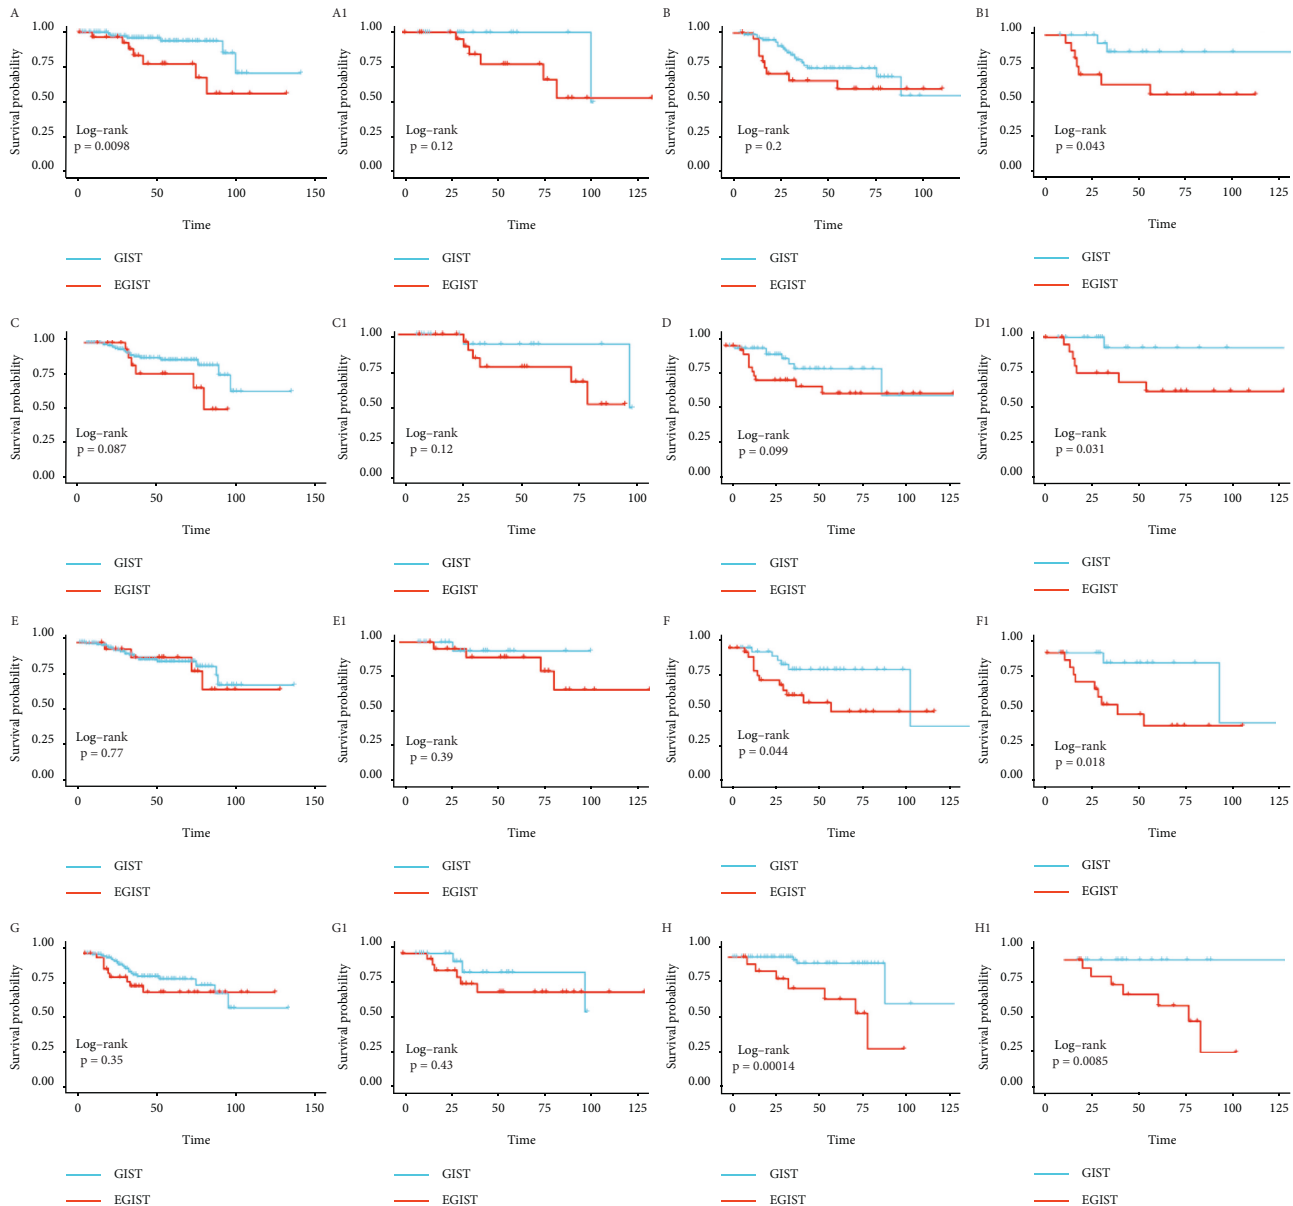 A
1.00
0.75
0.50
0.25
0.00
Survival probability
Log–rank
p = 0.0098
0 50 100 150
Time
GIST
EGIST
A1
1.00
0.75
0.50
0.25
0.00
Survival probability
Log–rank
p = 0.12
0 25 50 75 100 125
Time
GIST
EGIST
B
1.00
0.75
0.50
0.25
0.00
Survival probability
Log–rank
p = 0.2
0 25 50 75 100
Time
GIST
EGIST
B1
1.00
0.75
0.50
0.25
0.00
Survival probability
Log–rank
p = 0.043
0 25 50 75 100 125
Time
GIST
EGIST
C
1.00
0.75
0.50
0.25
0.00
Survival probability
Log–rank
p = 0.087
0 50 100 150
Time
GIST
EGIST
C1
1.00
0.75
0.50
0.25
0.00
Survival probability
Log–rank
p = 0.12
0 25 50 75 100
Time
GIST
EGIST
D
1.00
0.75
0.50
0.25
0.00
Survival probability
Log–rank
p = 0.099
0 25 50 75 100 125
Time
GIST
EGIST
D1
1.00
0.75
0.50
0.25
0.00
Survival probability
Log–rank
p = 0.031
0 25 50 75 100 125
Time
GIST
EGIST
E
1.00
0.75
0.50
0.25
0.00
Survival probability
Log–rank
p = 0.77
0 50 100 150
Time
GIST
EGIST
E1
1.00
0.75
0.50
0.25
0.00
Survival probability
Log–rank
p = 0.39
0 25 50 75 100 125
Time
GIST
EGIST
F
1.00
0.75
0.50
0.25
0.00
Survival probability
Log–rank
p = 0.044
0 25 50 75 100 125
Time
GIST
EGIST
F1
1.00
0.75
0.50
0.25
0.00
Survival probability
Log–rank
p = 0.018
0 25 50 75 100 125
Time
GIST
EGIST
G
1.00
0.75
0.50
0.25
0.00
Survival probability
Log–rank
p = 0.35
0 50 100 150
Time
GIST
EGIST
G1
1.00
0.75
0.50
0.25
0.00
Survival probability
Log–rank
p = 0.43
0 25 50 75 100 125
Time
GIST
EGIST
H
1.00
0.75
0.50
0.25
0.00
Survival probability
Log–rank
p = 0.00014
0 25 50 75 100 125
Time
GIST
EGIST
H1
1.00
0.75
0.50
0.25
0.00
Survival probability
Log–rank
p = 0.0085
0 25 50 75 100 125
Time
GIST
EGIST